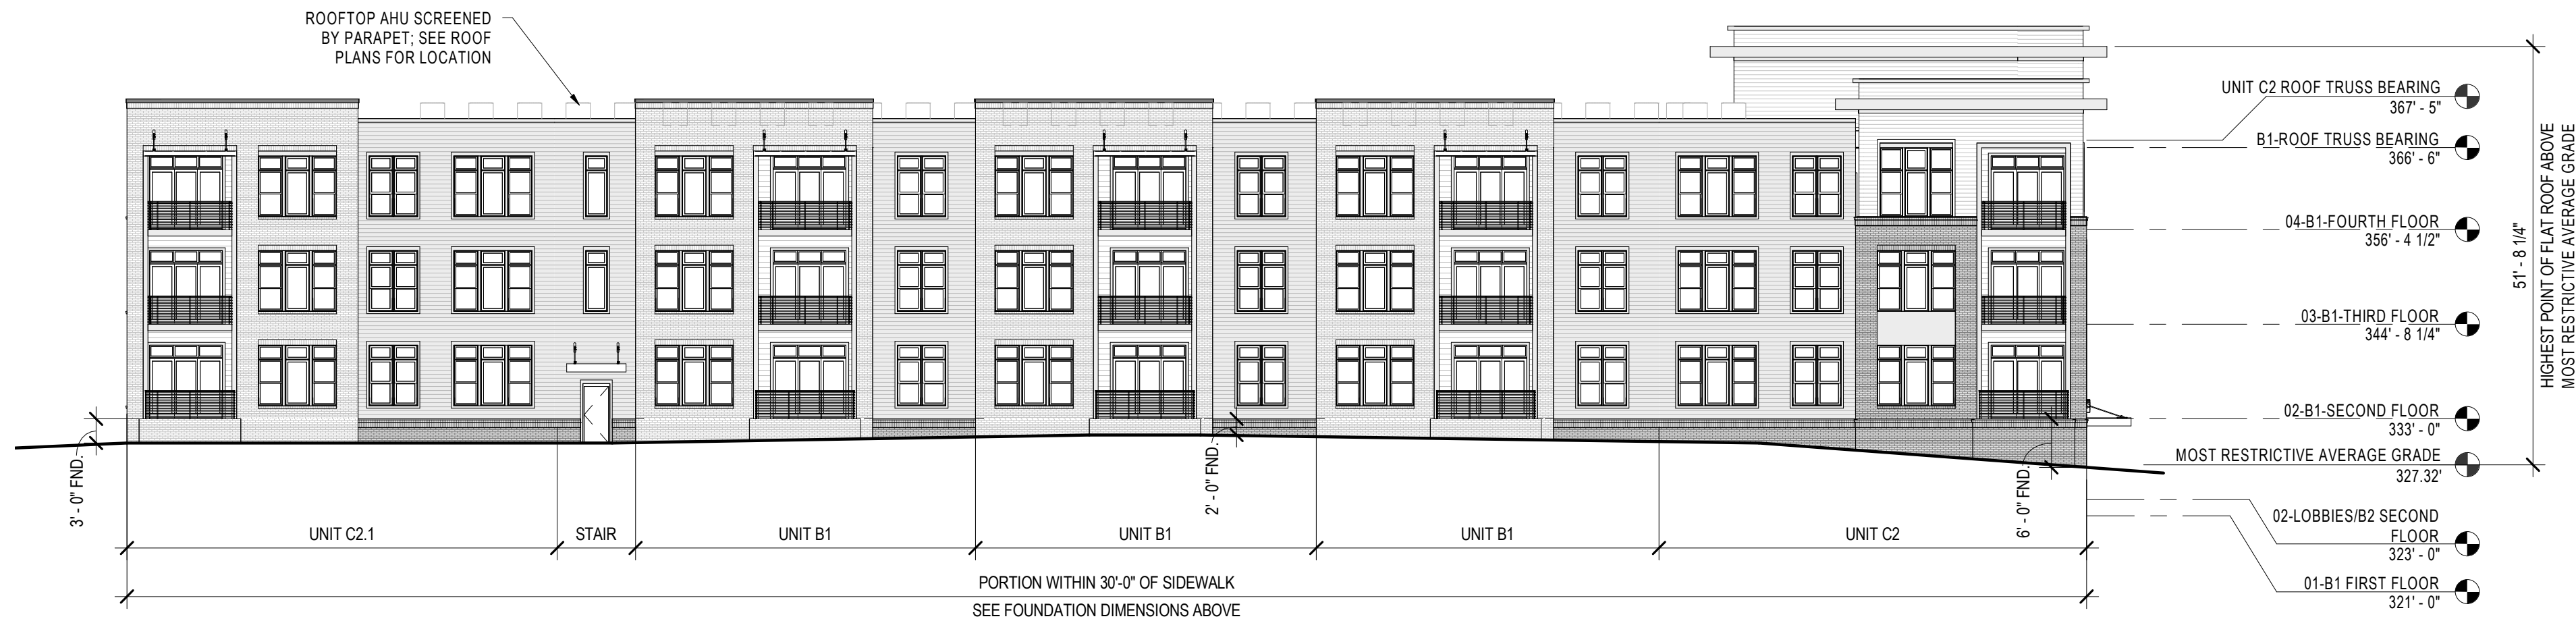 ROOFTOP AHU SCREENED
BY PARAPET; SEE ROOF
PLANS FOR LOCATION
UNIT C2 ROOF TRUSS BEARING
367' - 5"
B1-ROOF TRUSS BEARING
366' - 6"
04-B1-FOURTH FLOOR
356' - 4 1/2"
03-B1-THIRD FLOOR
344' - 8 1/4"
02-B1-SECOND FLOOR
333' - 0"
MOST RESTRICTIVE AVERAGE GRADE
327.32'
02-LOBBIES/B2 SECOND
FLOOR
323' - 0"
01-B1 FIRST FLOOR
321' - 0"
51' - 8 1/4"
HIGHEST POINT OF FLAT ROOF ABOVE
MOST RESTRICTIVE AVERAGE GRADE
3' - 0" FND.
2' - 0" FND.
6' - 0" FND.
UNIT C2.1
STAIR
UNIT B1
UNIT B1
UNIT B1
UNIT C2
PORTION WITHIN 30'-0" OF SIDEWALK
SEE FOUNDATION DIMENSIONS ABOVE